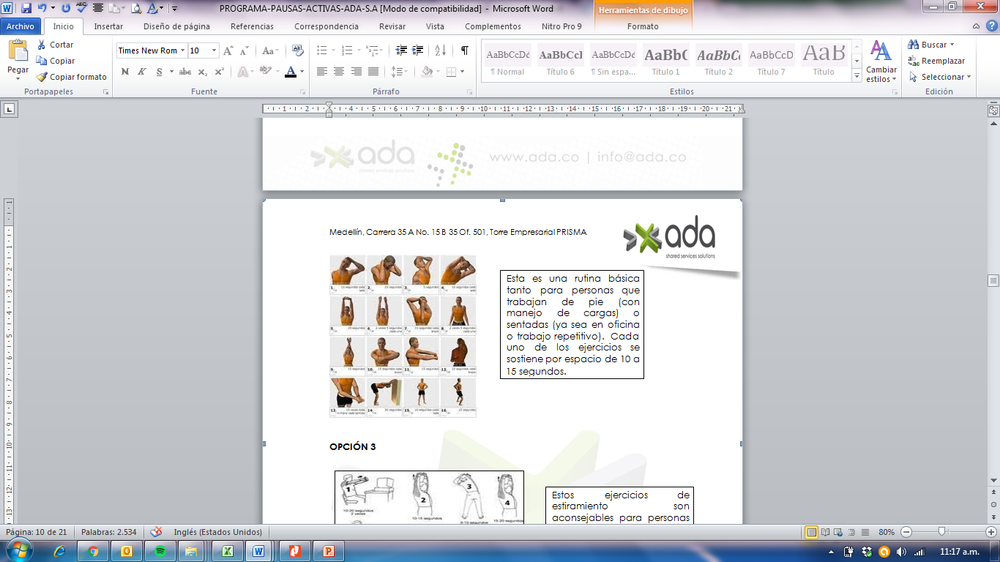 PROGRAMA-PAUSAS-ACTIVAS-ADA-S.A [Modo de compatibilidad] - Microsoft Word
Herramientas de dibujo
Archivo Inicio Insertar Diseño de página Referencias Correspondencia Revisar Vista Complementos Nitro Pro 9 Formato
Pegar
Cortar
Copiar
Copiar formato
Portapapeles
Times New Rom 10
N K S abc x₂ x²
Fuente
Párrafo
AaBbCcDc AaBbCcI AaBbCcDd AaBbC AaBbCc AaBbCcD AaB
¶ Normal Título 6 ¶ Sin espa... Título 1 Título 2 Título 7 Título
Estilos
Cambiar estilos
Buscar
Reemplazar
Seleccionar
Edición
1 2 4 5 6 7 8 9 10 11 12 13 14 15 16 17 18 19 20 21
ada
shared services solutions
www.ada.co | info@ada.co
Medellín, Carrera 35 A No. 15 B 35 Of. 501, Torre Empresarial PRISMA
ada
shared services solutions
Esta es una rutina básica
tanto para personas que
trabajan de pie (con
manejo de cargas) o
sentadas (ya sea en oficina
o trabajo repetitivo). Cada
uno de los ejercicios se
sostiene por espacio de 10 a
15 segundos.
OPCIÓN 3
1 2 3 4
10-20 segundos
2 veces
10-15 segundos
8-10 segundos
15-20 segundos
Estos ejercicios de
estiramiento son
aconsejables para personas
Página: 10 de 21 Palabras: 2.534 Inglés (Estados Unidos) 80%
11:17 a.m.